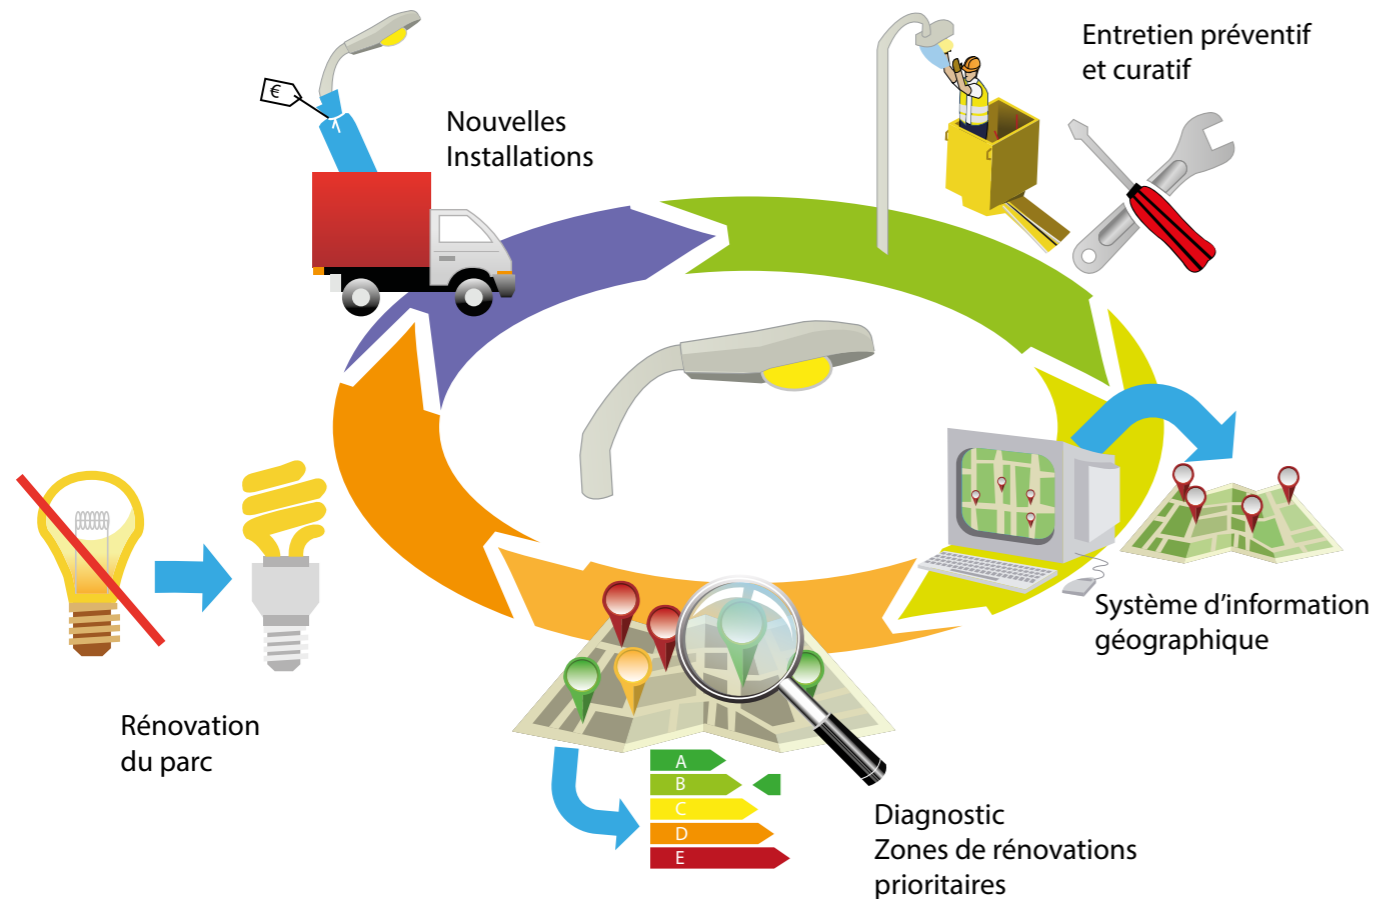 €
Nouvelles
Installations
Entretien préventif
et curatif
Système d’information
géographique
Rénovation
du parc
A
B
C
D
E
Diagnostic
Zones de rénovations
prioritaires